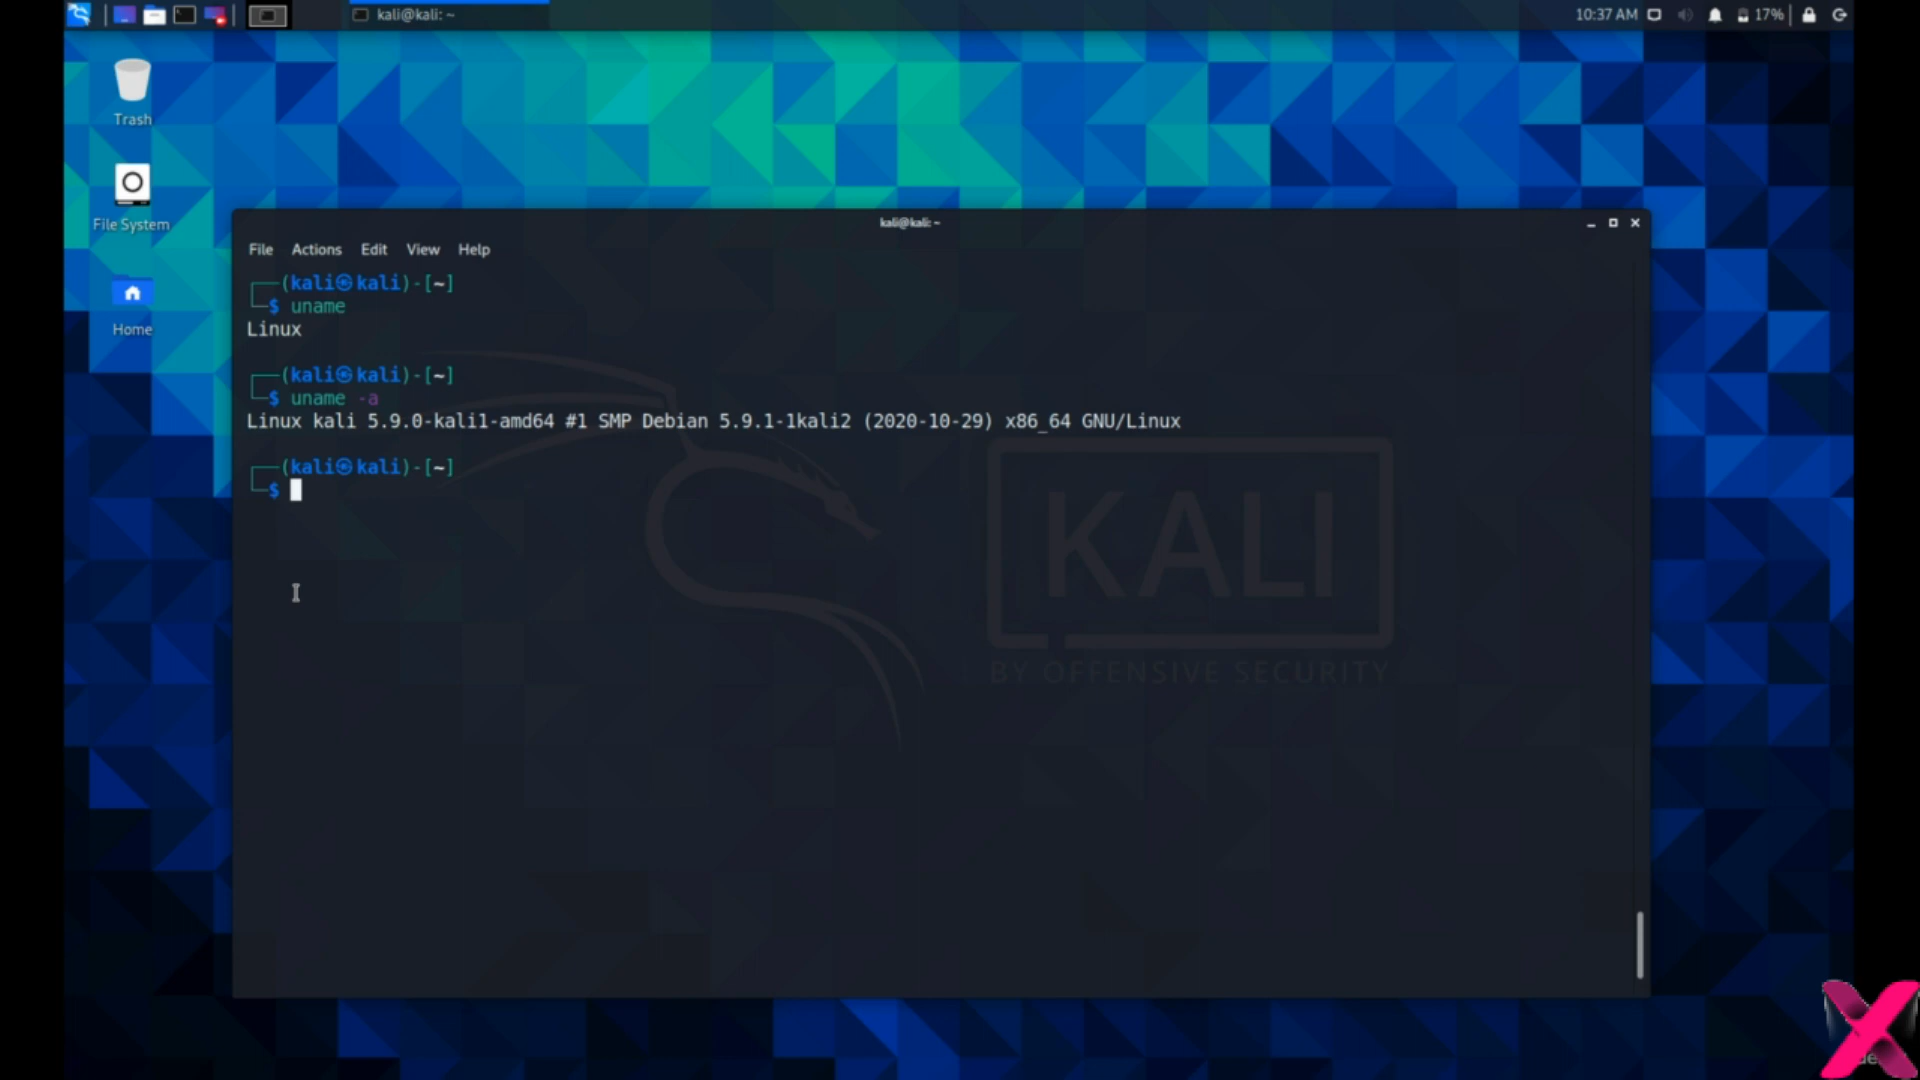 kali@kali: ~
10:37 AM
17%
Trash
File System
Home
kali@kali: ~
File Actions Edit View Help
(kali㉿kali)-[~]
$ uname
Linux
(kali㉿kali)-[~]
$ uname -a
Linux kali 5.9.0-kali1-amd64 #1 SMP Debian 5.9.1-1kali2 (2020-10-29) x86_64 GNU/Linux
(kali㉿kali)-[~]
$
KALI
BY OFFENSIVE SECURITY
X